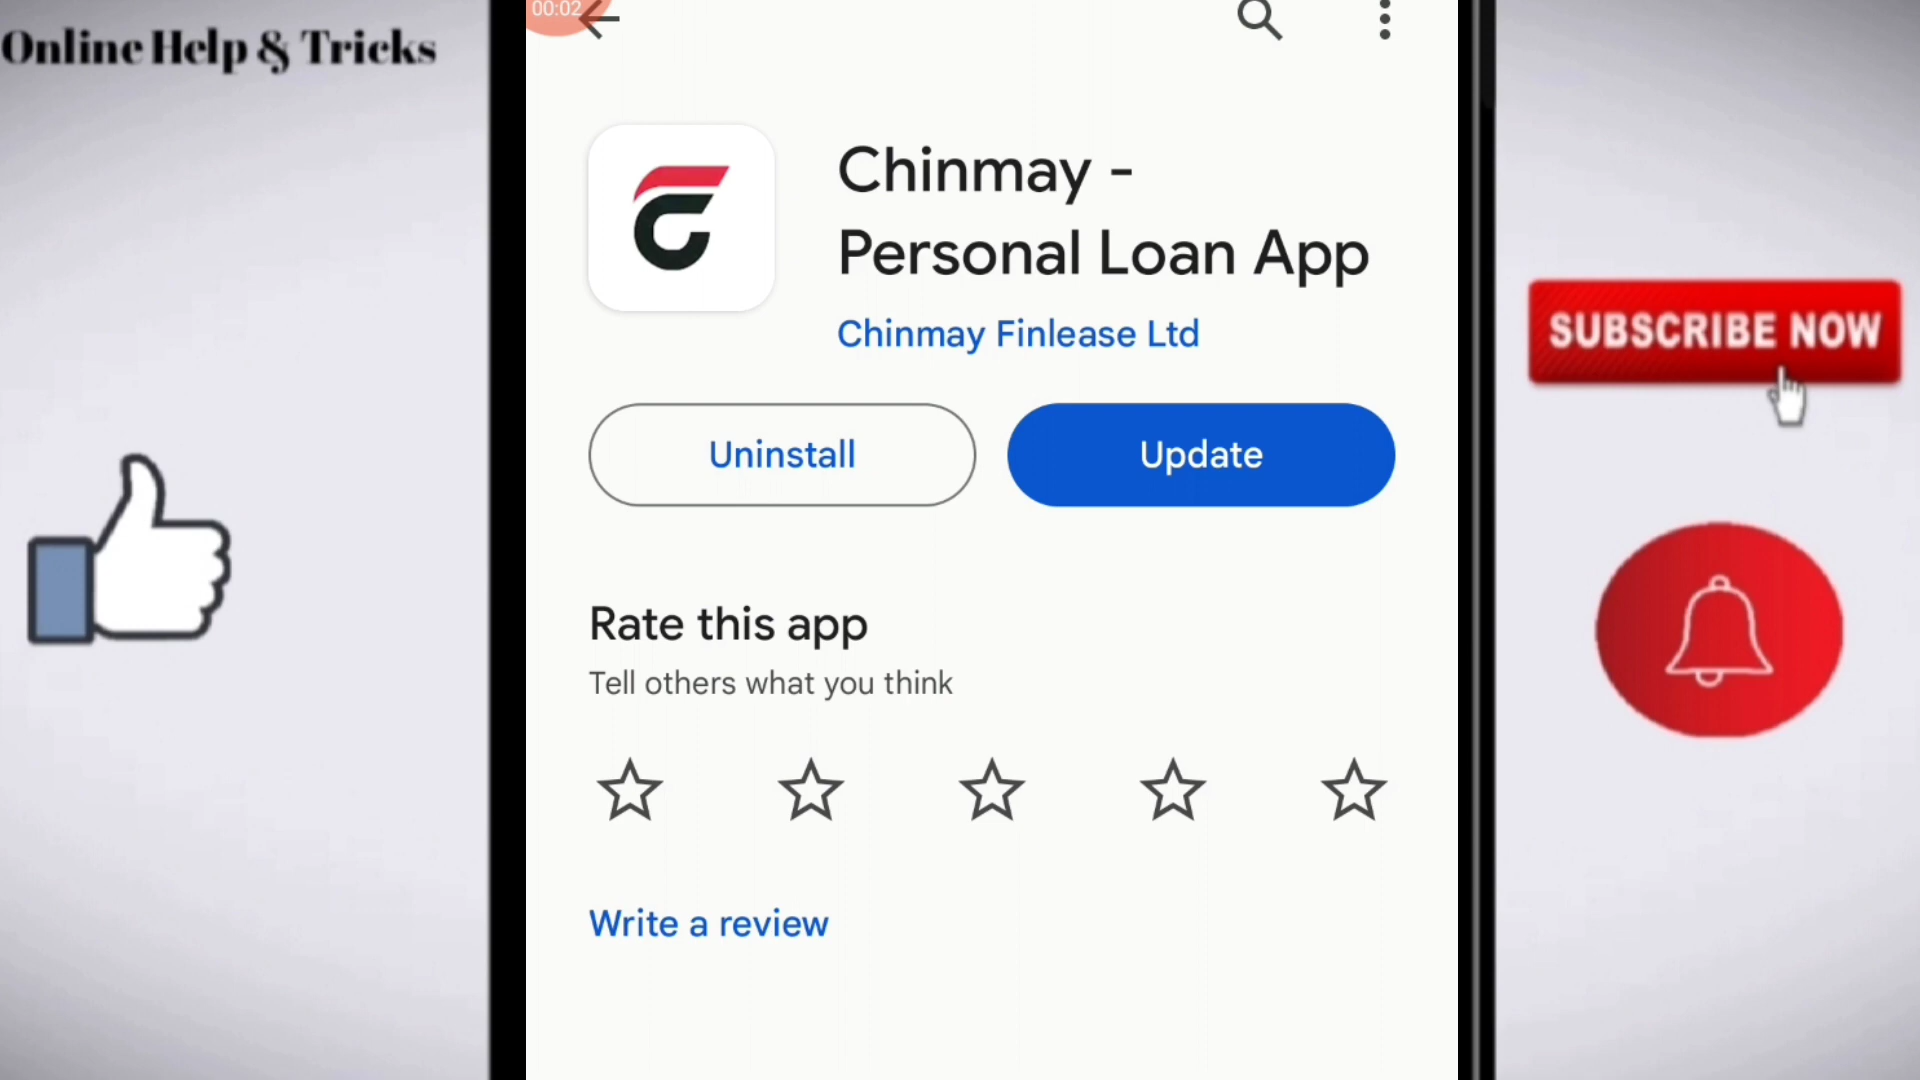 Online Help & Tricks
00:02
Chinmay -
Personal Loan App
Chinmay Finlease Ltd
Uninstall
Update
SUBSCRIBE NOW
Rate this app
Tell others what you think
Write a review